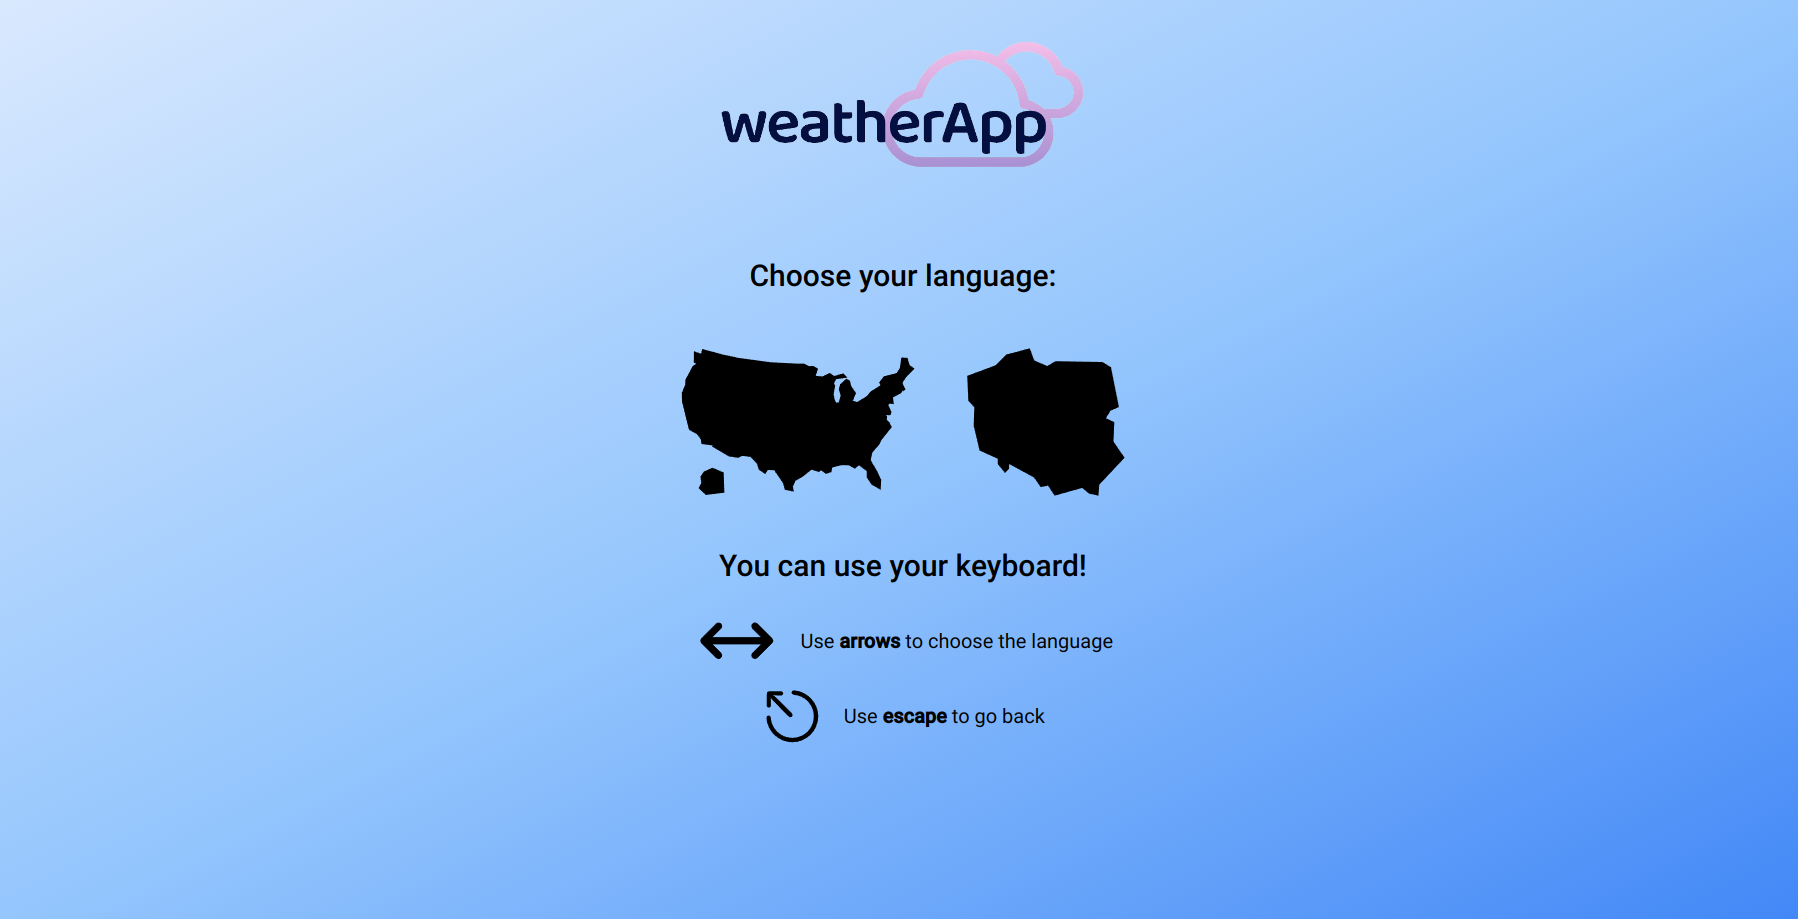 weatherApp
Choose your language:
You can use your keyboard!
Use arrows to choose the language
Use escape to go back